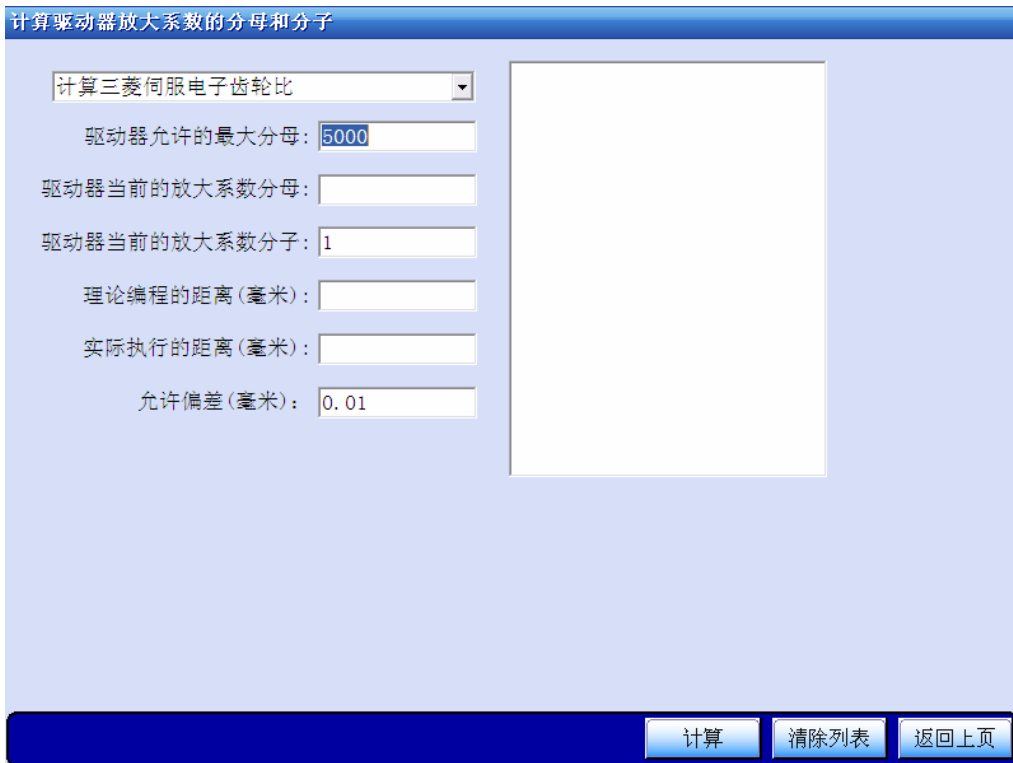 计算驱动器放大系数的分母和分子
计算三菱伺服电子齿轮比
驱动器允许的最大分母: 5000
驱动器当前的放大系数分母:
驱动器当前的放大系数分子: 1
理论编程的距离(毫米):
实际执行的距离(毫米):
允许偏差(毫米): 0.01
计算 清除列表 返回上页